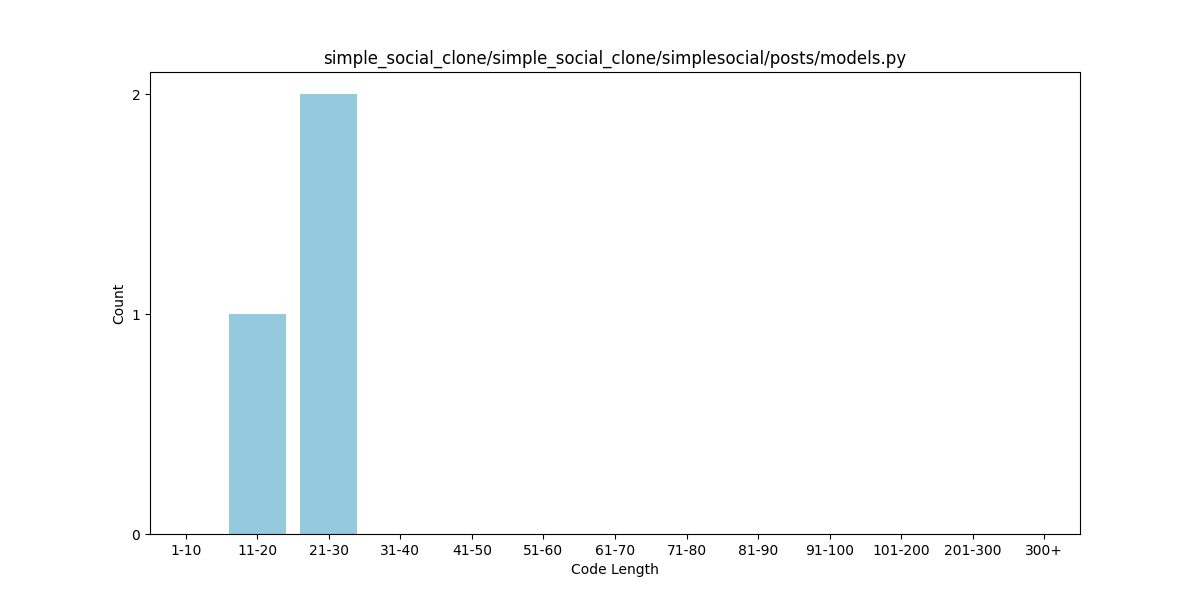 simple_social_clone/simple_social_clone/simplesocial/posts/models.py
2
1
0
Count
1-10 11-20 21-30 31-40 41-50 51-60 61-70 71-80 81-90 91-100 101-200 201-300 300+
Code Length